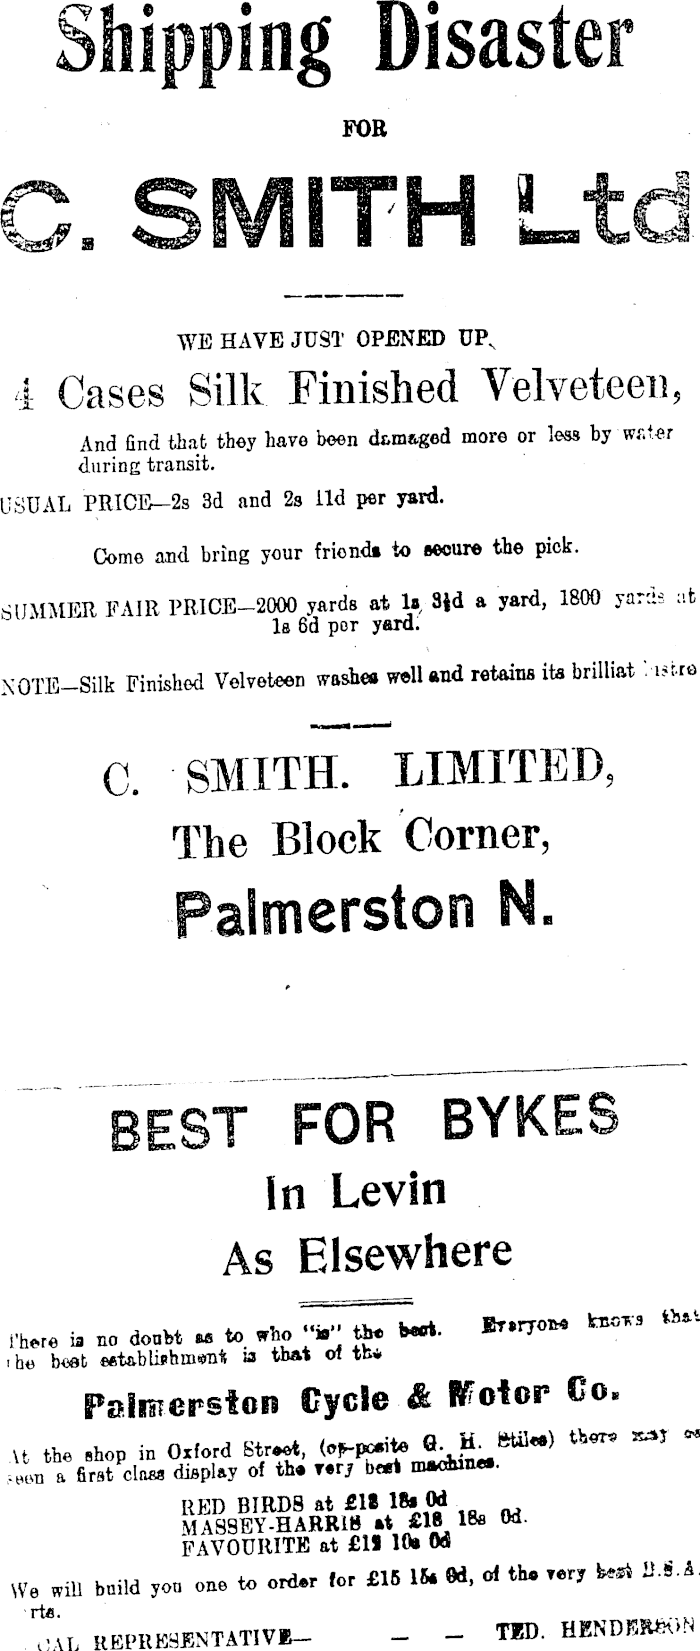 Shipping Disaster
FOR
C. SMITH Ltd
WE HAVE JUST OPENED UP
4 Cases Silk Finished Velveteen,
And find that they have been damaged more or less by water
during transit.
USUAL PRICE—2s 3d and 2s 11d per yard.
Come and bring your friends to secure the pick.
SUMMER FAIR PRICE—2000 yards at 1s 3½d a yard, 1800 yards at
1s 6d per yard.
NOTE—Silk Finished Velveteen washes well and retains its brilliat lustre
C. SMITH. LIMITED,
The Block Corner,
Palmerston N.
BEST FOR BYKES
In Levin
As Elsewhere
There is no doubt as to who "is" the best. Everyone knows that
the best establishment is that of the
Palmerston Cycle & Motor Co.
At the shop in Oxford Street, (opposite G. H. Stiles) there may be
seen a first class display of the very best machines.
RED BIRDS at £18 18s 0d
MASSEY-HARRIS at £18 18s 0d.
FAVOURITE at 10s 0d
We will build you one to order for £15 15s 0d, of the very best B.S.A.
rts.
CAL REPRESENTATIVE— — — TED. HENDERSON